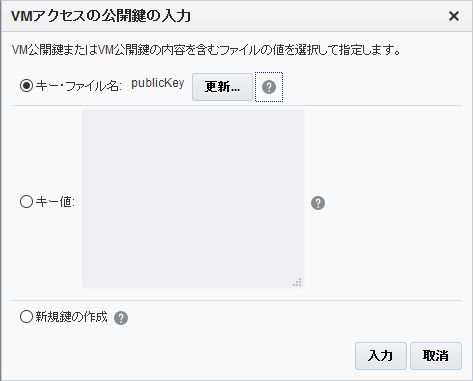 VMアクセスの公開鍵の入力
VM公開鍵またはVM公開鍵の内容を含むファイルの値を選択して指定します。
キー・ファイル名: publicKey 更新...
キー値:
新規鍵の作成
入力 取消